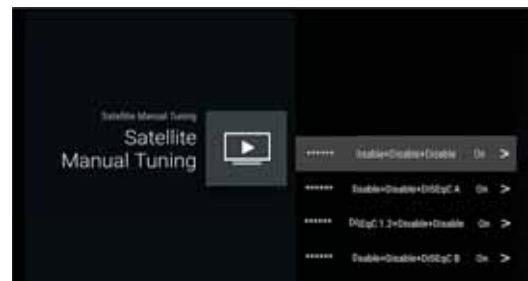 Satellite Manual Tuning
Satellite
Manual Tuning
****** Disable+Disable+Disable On >
****** Disable+Disable+DiSEqC A On >
****** DiSEqC 1.2+Disable+Disable On >
****** Disable+Disable+DiSEqC B On >